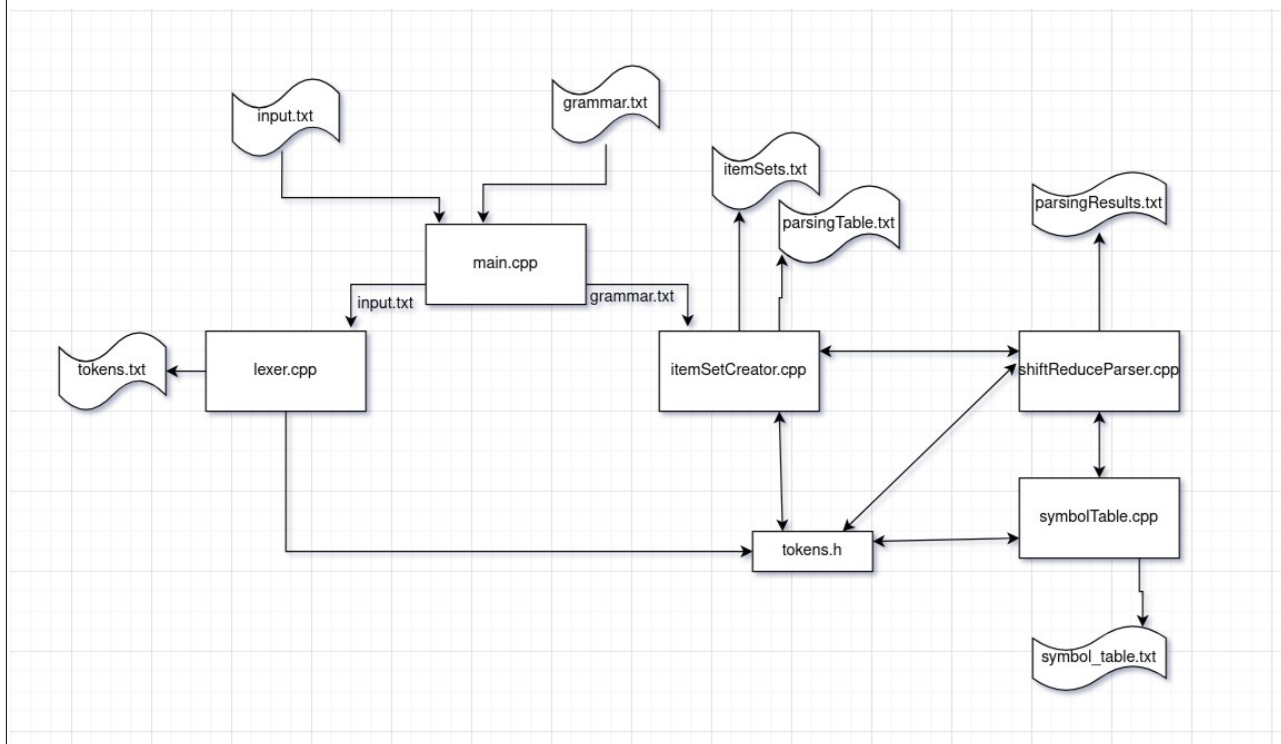 input.txt
grammar.txt
itemSets.txt
parsingTable.txt
parsingResults.txt
main.cpp
input.txt
grammar.txt
tokens.txt
lexer.cpp
itemSetCreator.cpp
shiftReduceParser.cpp
symbolTable.cpp
tokens.h
symbol_table.txt